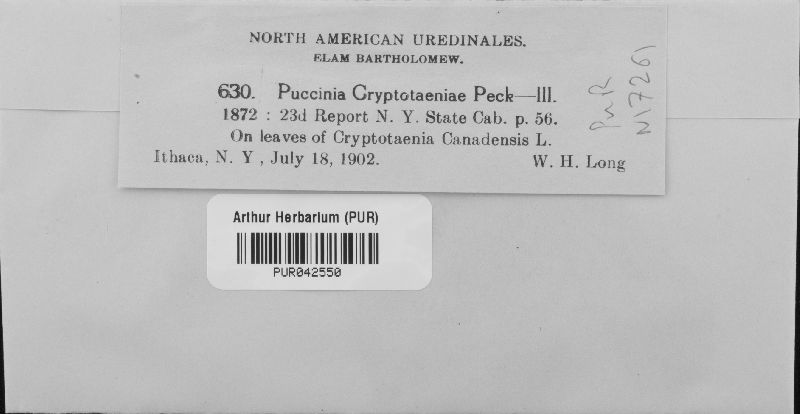 NORTH AMERICAN UREDINALES.
ELAM BARTHOLOMEW.
630. Puccinia Cryptotaeniae Peck—III.
1872 : 23d Report N. Y. State Cab. p. 56.
On leaves of Cryptotaenia Canadensis L.
Ithaca, N. Y , July 18, 1902. W. H. Long
PUR
N17261
Arthur Herbarium (PUR)
PUR042550